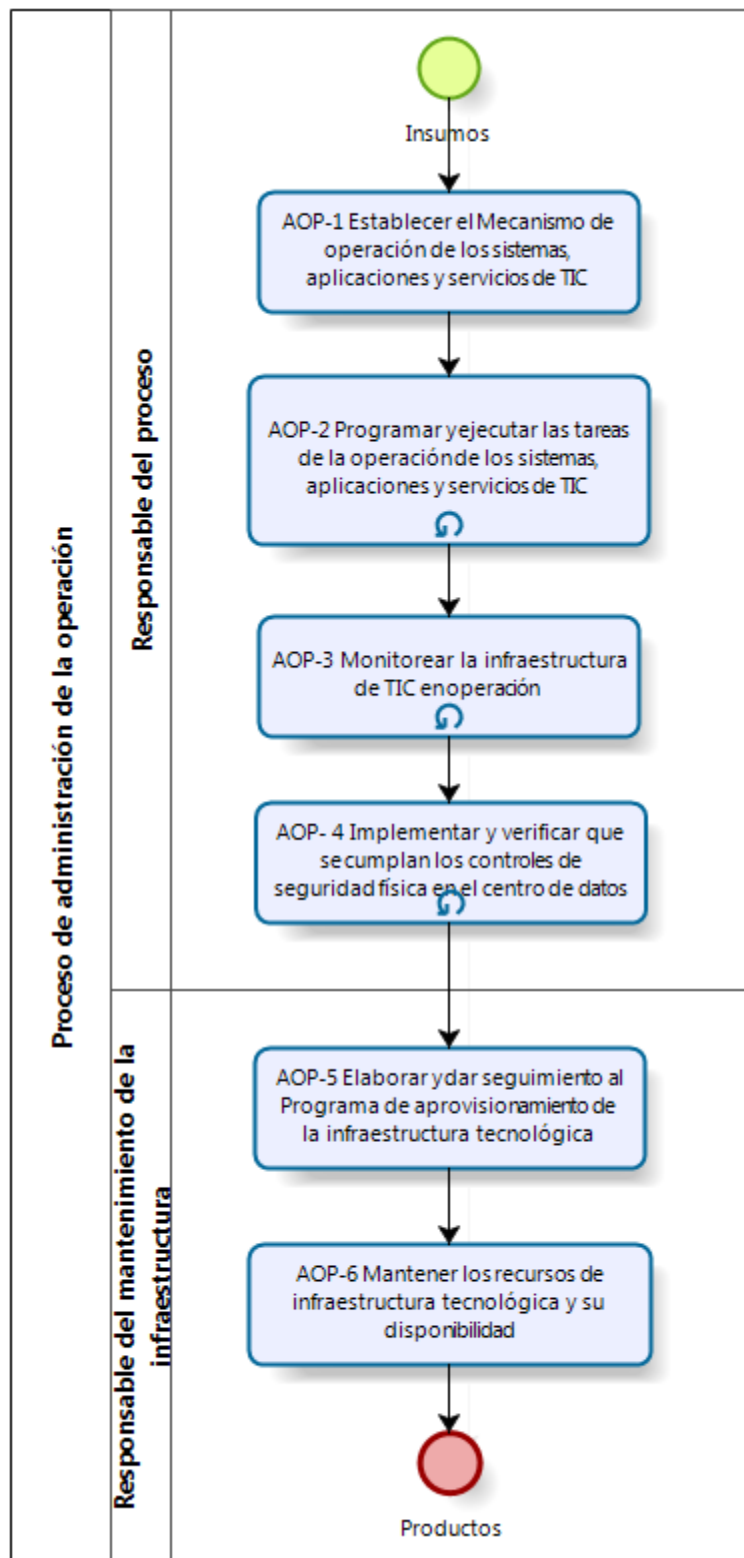 Proceso de administración de la operación
Responsable del proceso
Insumos
AOP-1 Establecer el Mecanismo de
operación de los sistemas,
aplicaciones y servicios de TIC
AOP-2 Programar y ejecutar las tareas
de la operación de los sistemas,
aplicaciones y servicios de TIC
AOP-3 Monitorear la infraestructura
de TIC en operación
AOP- 4 Implementar y verificar que
se cumplan los controles de
seguridad física en el centro de datos
Responsable del mantenimiento de la
infraestructura
AOP-5 Elaborar y dar seguimiento al
Programa de aprovisionamiento de
la infraestructura tecnológica
AOP-6 Mantener los recursos de
infraestructura tecnológica y su
disponibilidad
Productos